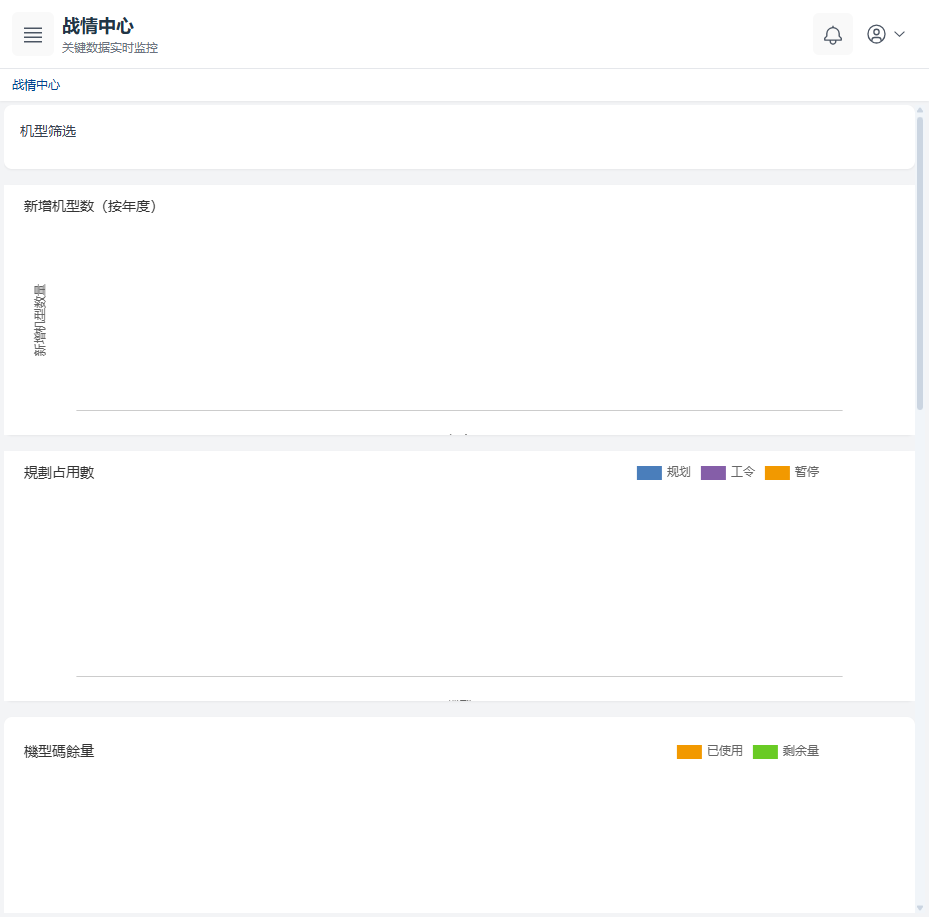 战情中心
关键数据实时监控
战情中心
机型筛选
新增机型数（按年度）
新增机型数量
規劃占用數
规划 工令 暂停
機型碼餘量
已使用 剩余量